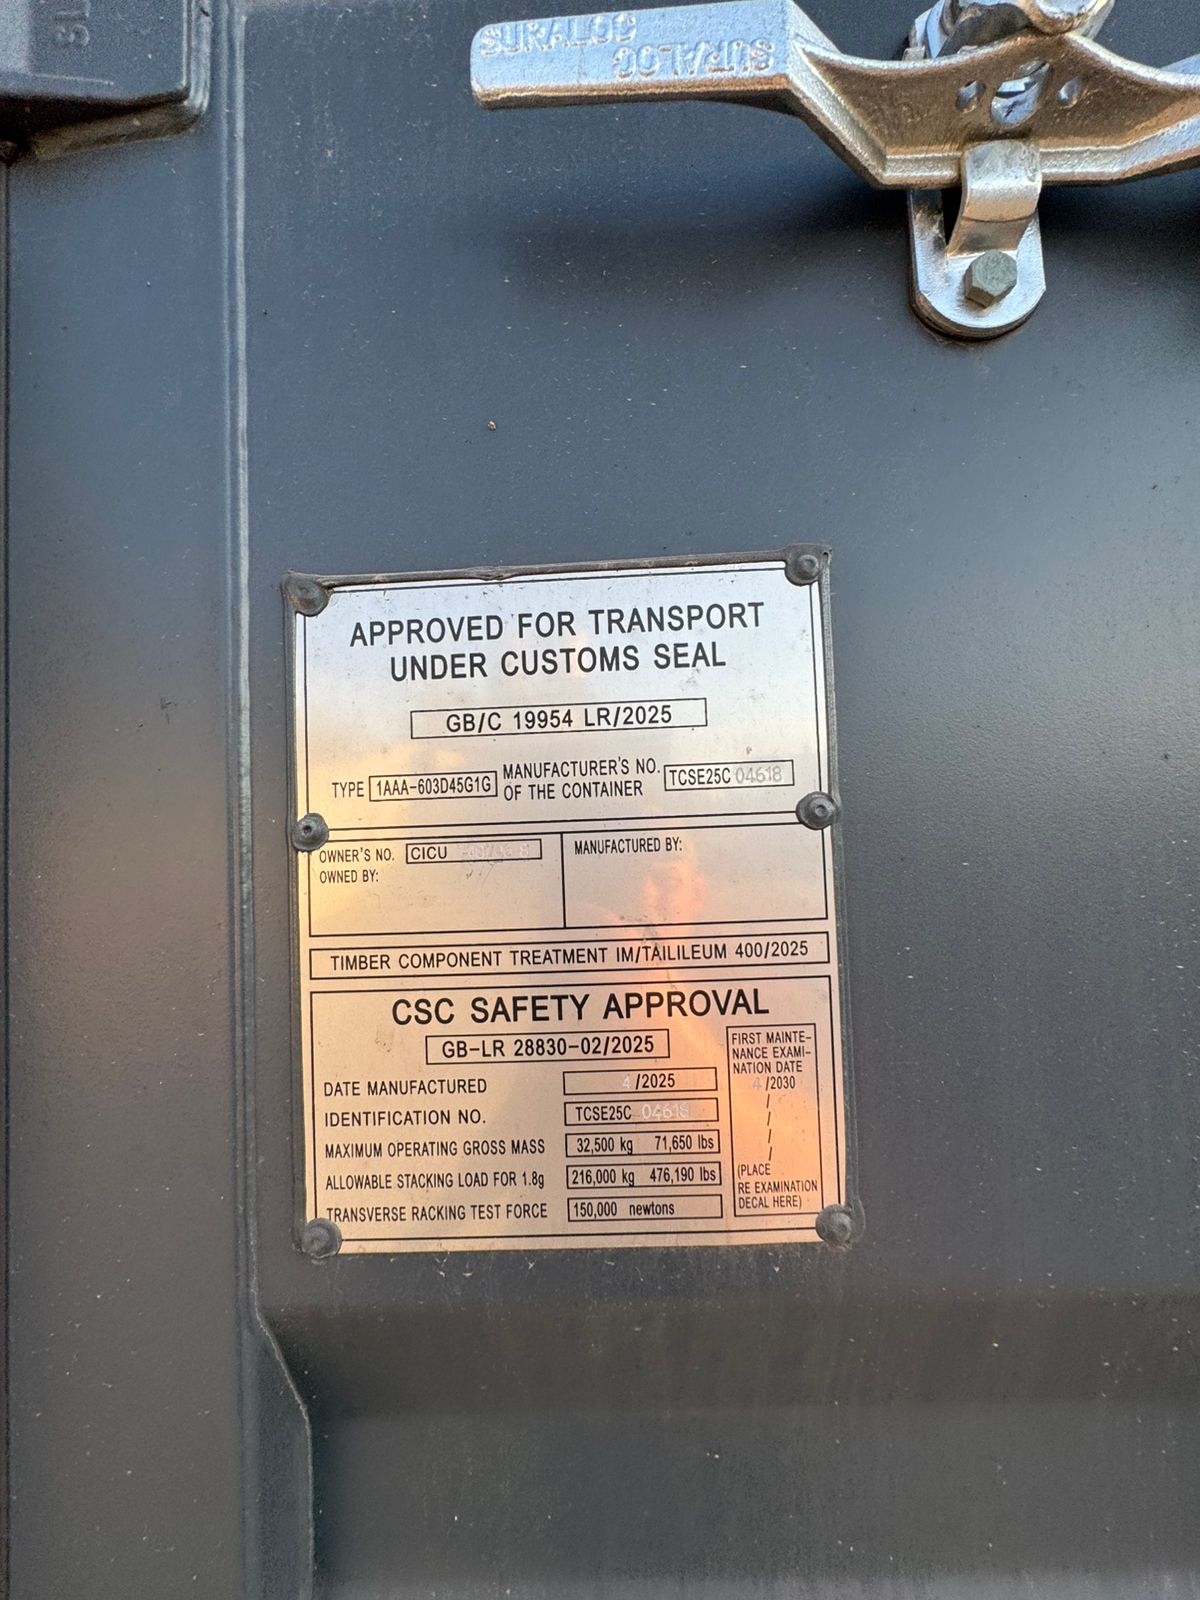 SURALOC
SURALOC
APPROVED FOR TRANSPORT
UNDER CUSTOMS SEAL
GB/C 19954 LR/2025
TYPE 1AAA-603D45G1G MANUFACTURER'S NO. OF THE CONTAINER TCSE25C 04618
OWNER'S NO. CICU
OWNED BY:
MANUFACTURED BY:
TIMBER COMPONENT TREATMENT IM/TAILILEUM 400/2025
CSC SAFETY APPROVAL
GB-LR 28830-02/2025
DATE MANUFACTURED 4/2025
IDENTIFICATION NO. TCSE25C 04618
MAXIMUM OPERATING GROSS MASS 32,500 kg 71,650 lbs
ALLOWABLE STACKING LOAD FOR 1.8g 216,000 kg 476,190 lbs
TRANSVERSE RACKING TEST FORCE 150,000 newtons
FIRST MAINTE-
NANCE EXAMI-
NATION DATE
4/2030
/
/
/
/
(PLACE
RE EXAMINATION
DECAL HERE)